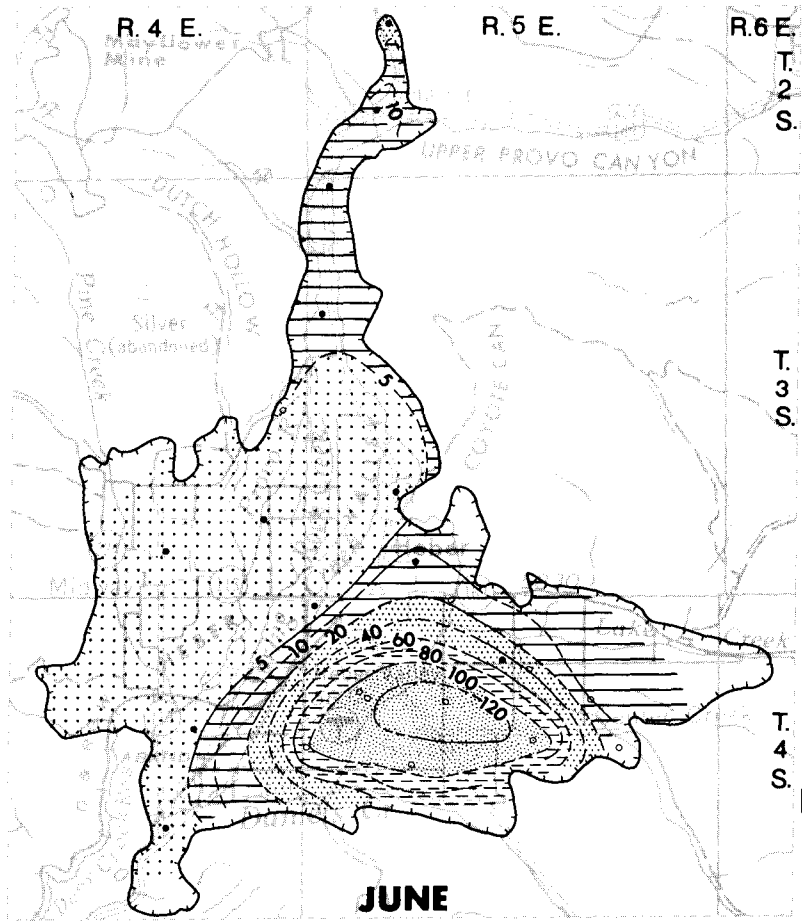 R. 4 E. R. 5 E. R.6 E.
T. 2 S.
Mayflower
Mine
10
UPPER PROVO CANYON
DUTCH HOLLOW
Pine Creek
Silver
(abandoned)
COYOTE CAN
T. 3 S.
5
5 10 20 40 60 80 100 120
Creek
T. 4 S.
JUNE